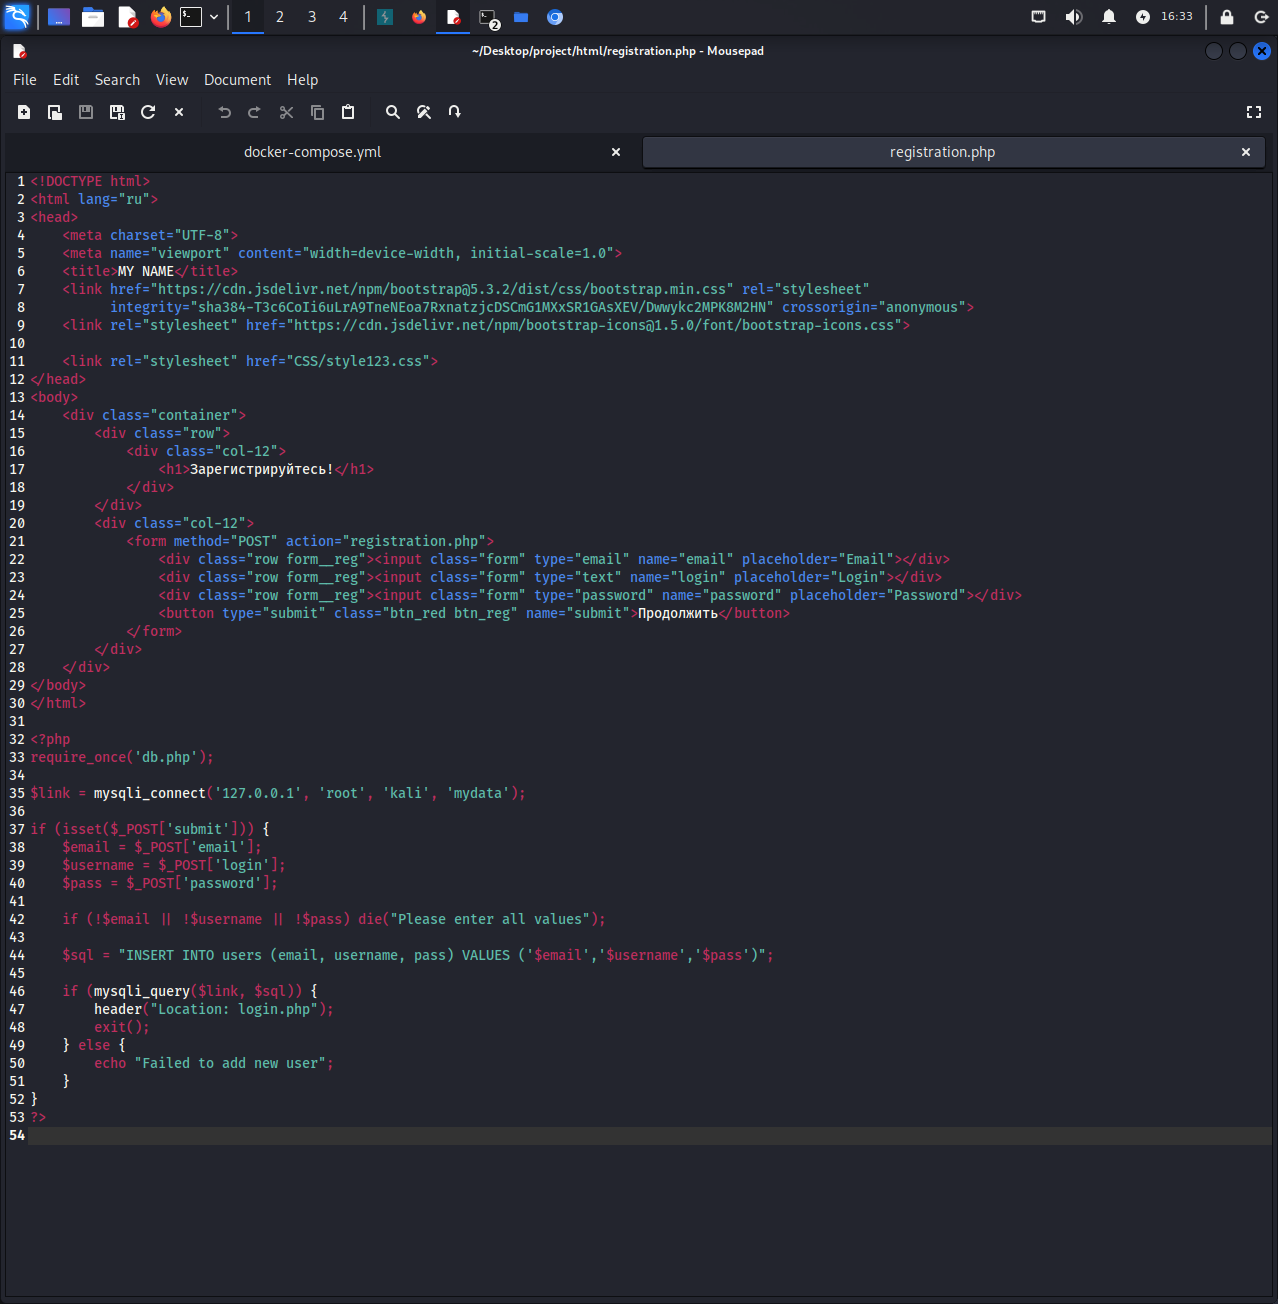 1 2 3 4 2 16:33
~/Desktop/project/html/registration.php - Mousepad
File Edit Search View Document Help
docker-compose.yml registration.php
1 <!DOCTYPE html>
2 <html lang="ru">
3 <head>
4     <meta charset="UTF-8">
5     <meta name="viewport" content="width=device-width, initial-scale=1.0">
6     <title>MY NAME</title>
7     <link href="https://cdn.jsdelivr.net/npm/bootstrap@5.3.2/dist/css/bootstrap.min.css" rel="stylesheet"
8           integrity="sha384-T3c6CoIi6uLrA9TneNEoa7RxnatzjcDSCmG1MXxSR1GAsXEV/Dwwykc2MPK8M2HN" crossorigin="anonymous">
9     <link rel="stylesheet" href="https://cdn.jsdelivr.net/npm/bootstrap-icons@1.5.0/font/bootstrap-icons.css">
10
11     <link rel="stylesheet" href="CSS/style123.css">
12 </head>
13 <body>
14     <div class="container">
15         <div class="row">
16             <div class="col-12">
17                 <h1>Зарегистрируйтесь!</h1>
18             </div>
19         </div>
20         <div class="col-12">
21             <form method="POST" action="registration.php">
22                 <div class="row form__reg"><input class="form" type="email" name="email" placeholder="Email"></div>
23                 <div class="row form__reg"><input class="form" type="text" name="login" placeholder="Login"></div>
24                 <div class="row form__reg"><input class="form" type="password" name="password" placeholder="Password"></div>
25                 <button type="submit" class="btn_red btn_reg" name="submit">Продолжить</button>
26             </form>
27         </div>
28     </div>
29 </body>
30 </html>
31
32 <?php
33 require_once('db.php');
34
35 $link = mysqli_connect('127.0.0.1', 'root', 'kali', 'mydata');
36
37 if (isset($_POST['submit'])) {
38     $email = $_POST['email'];
39     $username = $_POST['login'];
40     $pass = $_POST['password'];
41
42     if (!$email || !$username || !$pass) die("Please enter all values");
43
44     $sql = "INSERT INTO users (email, username, pass) VALUES ('$email','$username','$pass')";
45
46     if (mysqli_query($link, $sql)) {
47         header("Location: login.php");
48         exit();
49     } else {
50         echo "Failed to add new user";
51     }
52 }
53 ?>
54